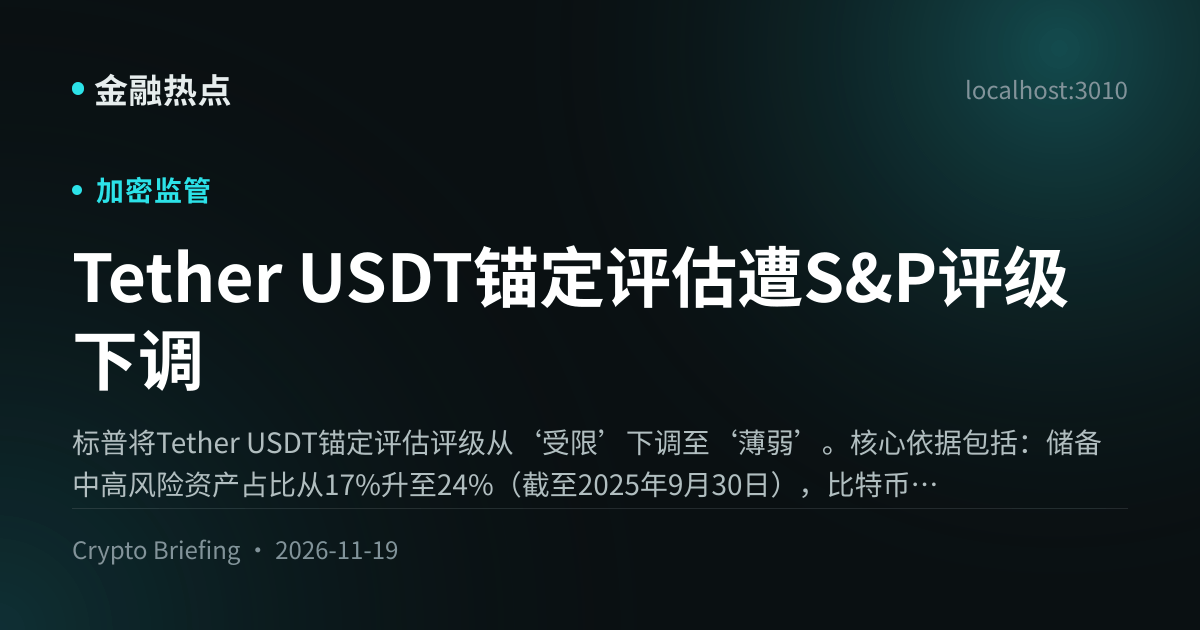 金融热点
localhost:3010
加密监管
Tether USDT锚定评估遭S&P评级
下调
标普将Tether USDT锚定评估评级从‘受限’下调至‘薄弱’。核心依据包括：储备
中高风险资产占比从17%升至24%（截至2025年9月30日），比特币…
Crypto Briefing · 2026-11-19